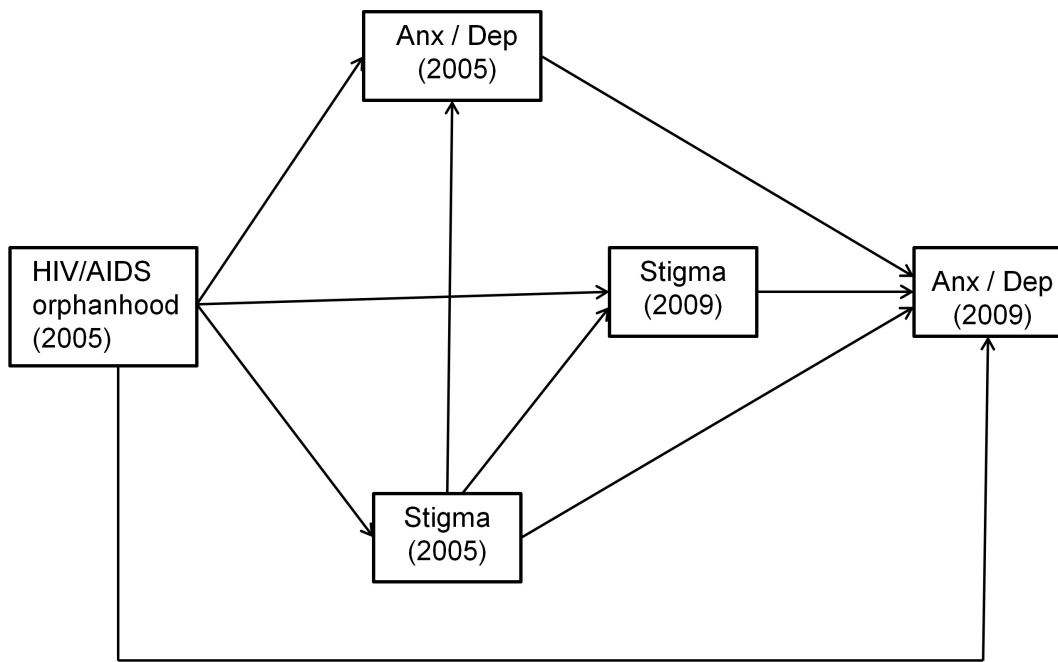 Anx / Dep
(2005)
HIV/AIDS
orphanhood
(2005)
Stigma
(2009)
Anx / Dep
(2009)
Stigma
(2005)